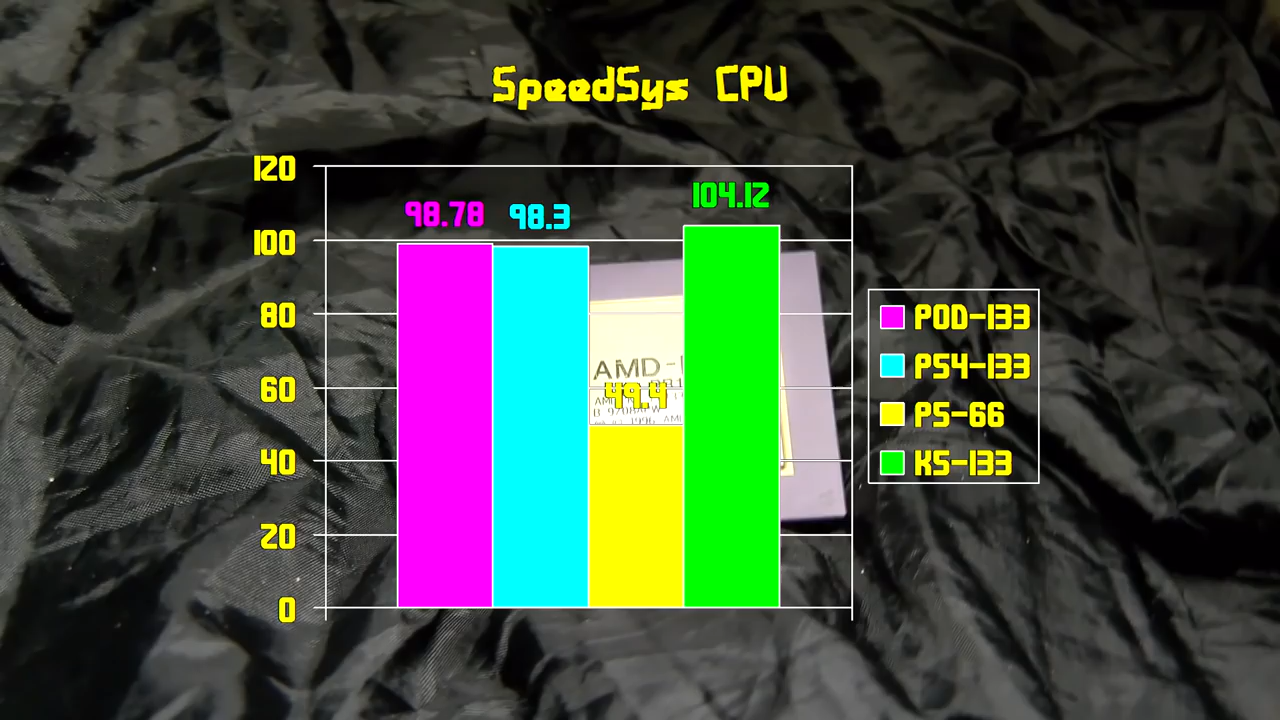 SpeedSys CPU
120
100
80
60
40
20
0
98.78
98.3
49.4
104.12
AMD-
POD-133
P54-133
P5-66
K5-133